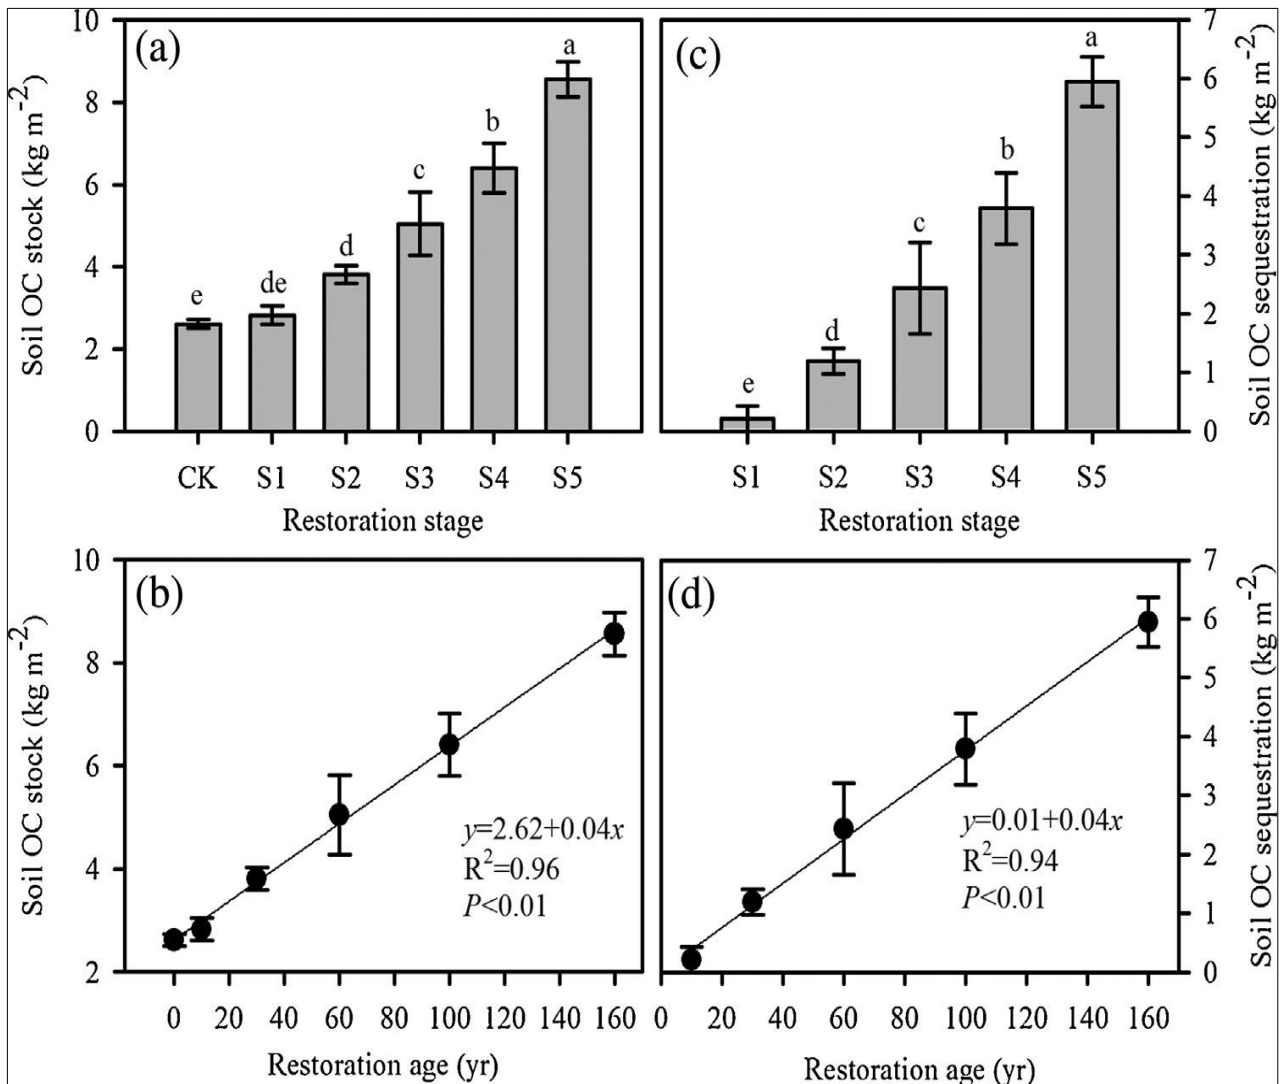 (a)
Soil OC stock (kg m⁻²)
10
8
6
4
2
0
e
de
d
c
b
a
CK S1 S2 S3 S4 S5
Restoration stage
(c)
7
6
5
4
3
2
1
0
Soil OC sequestration (kg m⁻²)
e
d
c
b
a
S1 S2 S3 S4 S5
Restoration stage
(b)
Soil OC stock (kg m⁻²)
10
8
6
4
2
y=2.62+0.04x
R²=0.96
P<0.01
0 20 40 60 80 100 120 140 160
Restoration age (yr)
(d)
7
6
5
4
3
2
1
0
Soil OC sequestration (kg m⁻²)
y=0.01+0.04x
R²=0.94
P<0.01
0 20 40 60 80 100 120 140 160
Restoration age (yr)